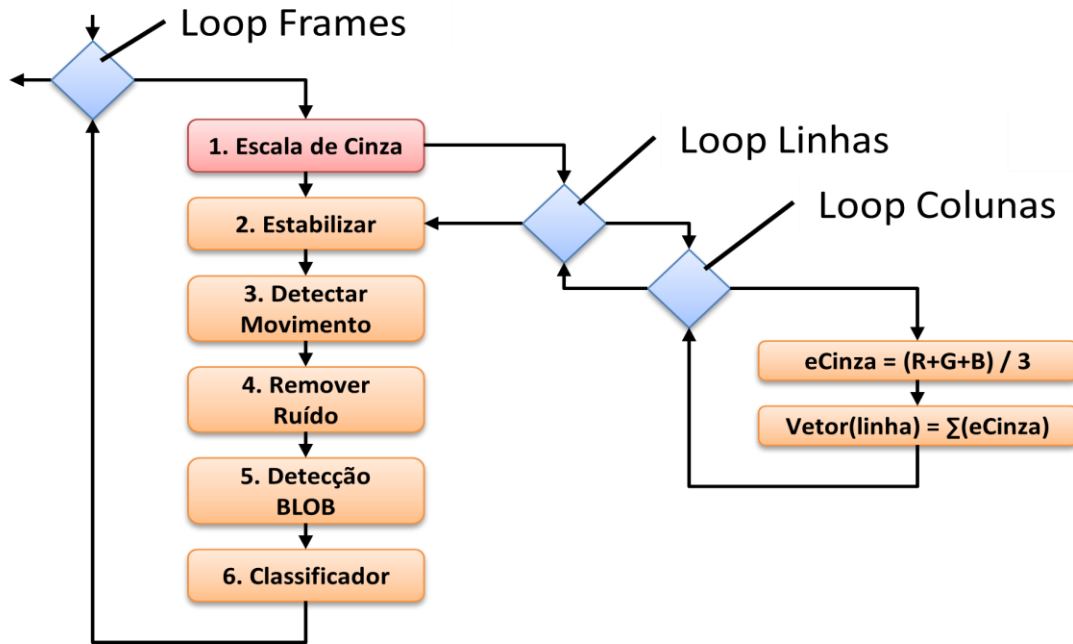 Loop Frames
1. Escala de Cinza
Loop Linhas
2. Estabilizar
Loop Colunas
3. Detectar
Movimento
4. Remover
Ruído
eCinza = (R+G+B) / 3
Vetor(linha) = ∑(eCinza)
5. Detecção
BLOB
6. Classificador